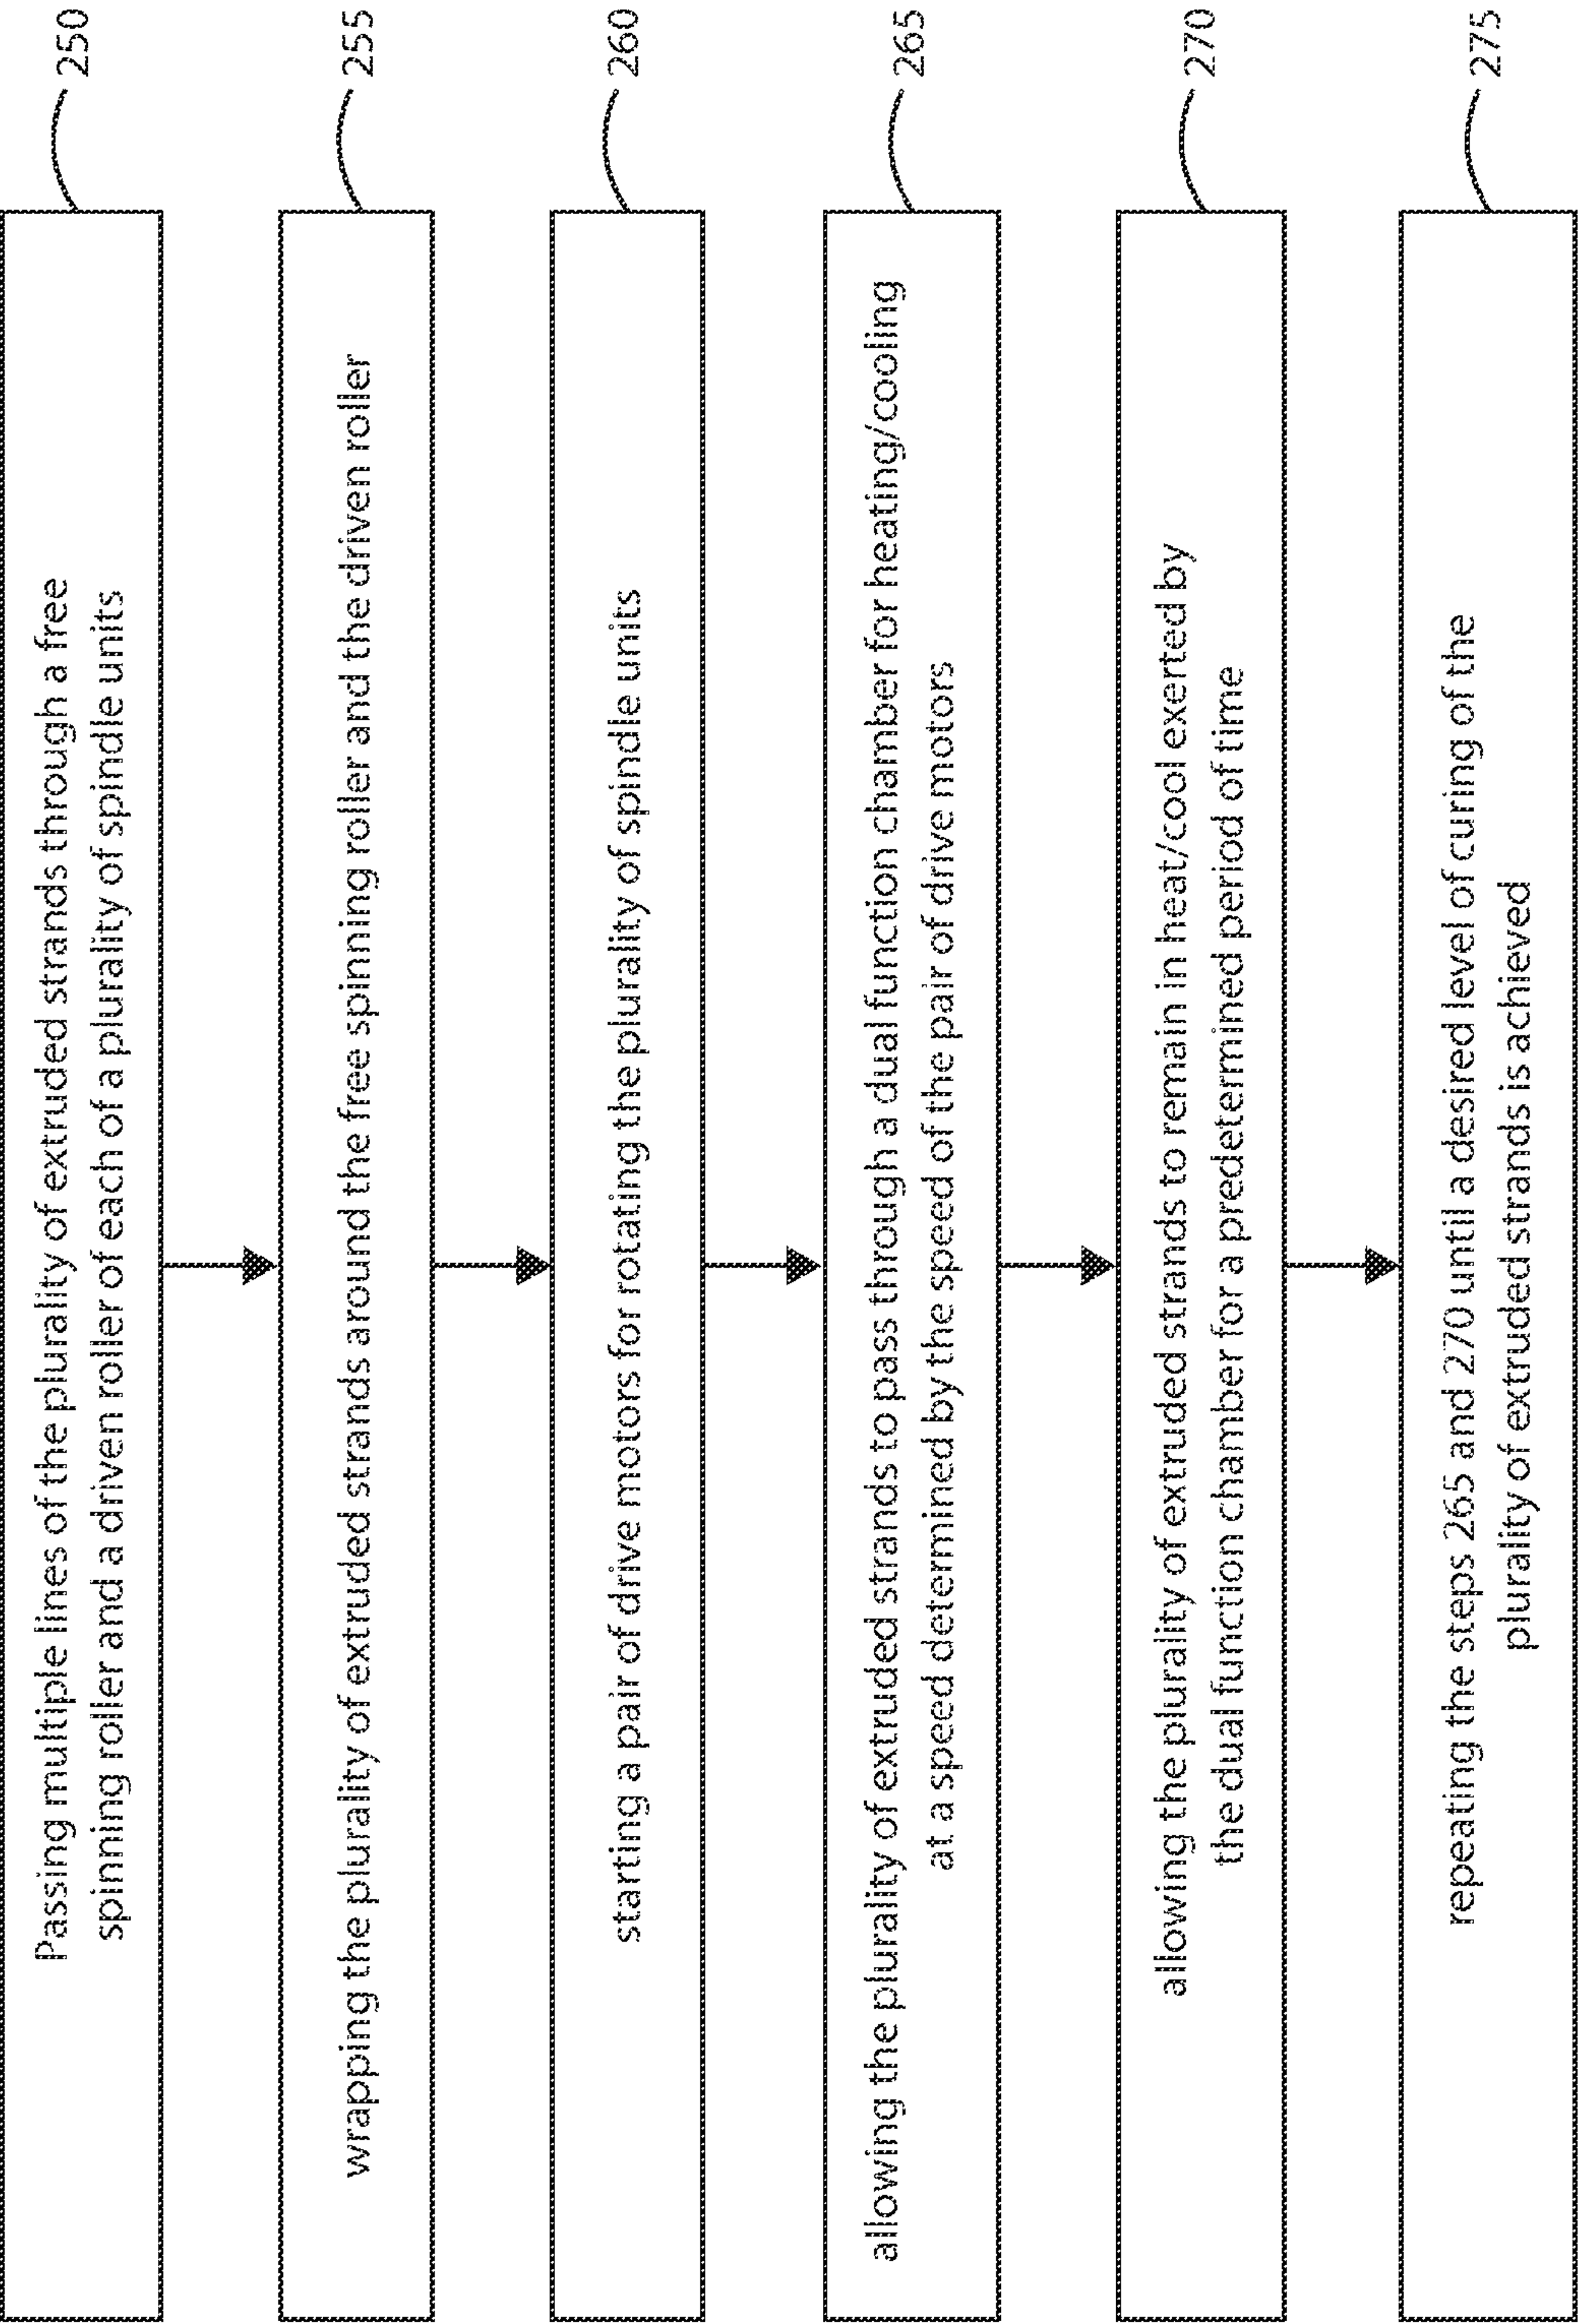 Passing multiple lines of the plurality of extruded strands through a free
spinning roller and a driven roller of each of a plurality of spindle units
250
wrapping the plurality of extruded strands around the free spinning roller and the driven roller
255
starting a pair of drive motors for rotating the plurality of spindle units
260
allowing the plurality of extruded strands to pass through a dual function chamber for heating/cooling
at a speed determined by the speed of the pair of drive motors
265
allowing the plurality of extruded strands to remain in heat/cool exerted by
the dual function chamber for a predetermined period of time
270
repeating the steps 265 and 270 until a desired level of curing of the
plurality of extruded strands is achieved
275